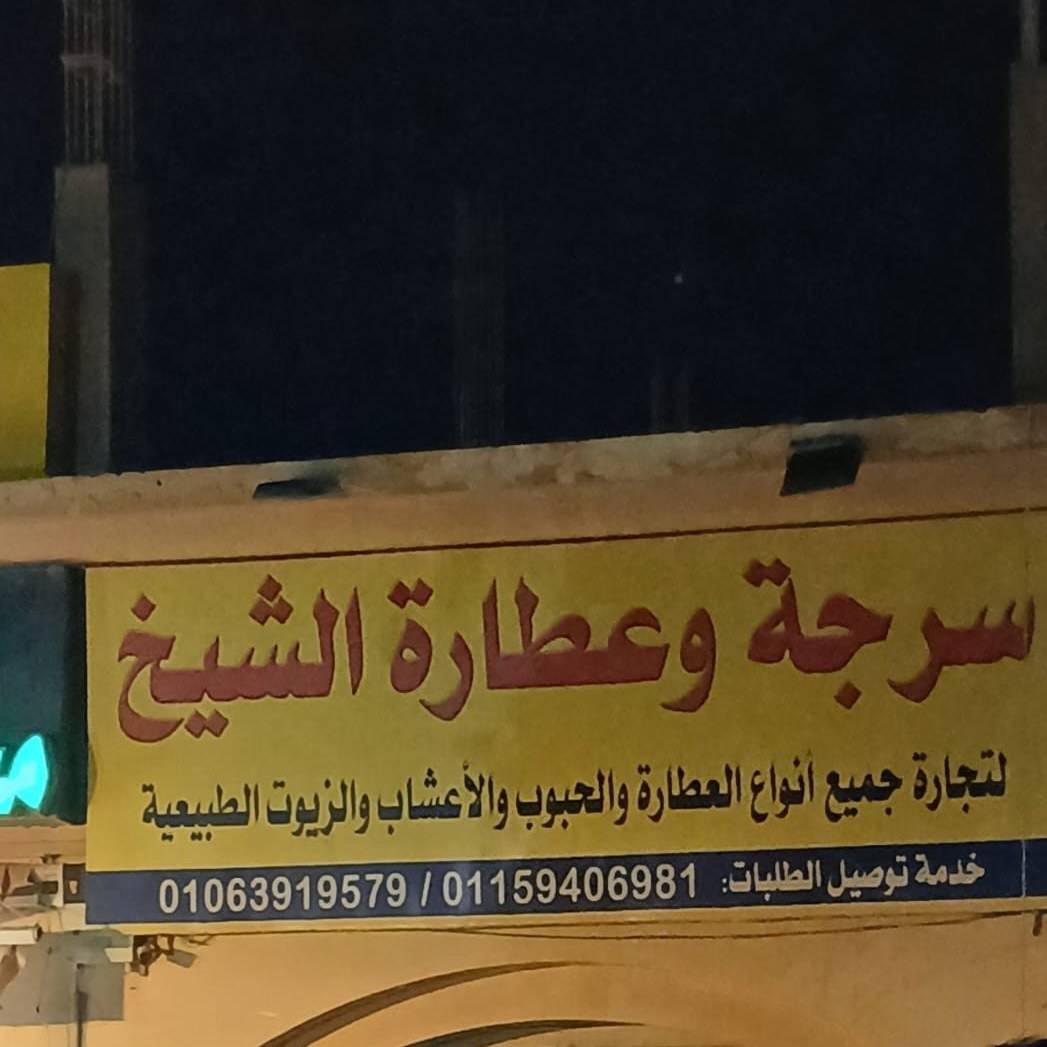 سرجة وعطارة الشيخ
لتجارة جميع أنواع العطارة والحبوب والأعشاب والزيوت الطبيعية
خدمة توصيل الطلبات: 01159406981 / 01063919579